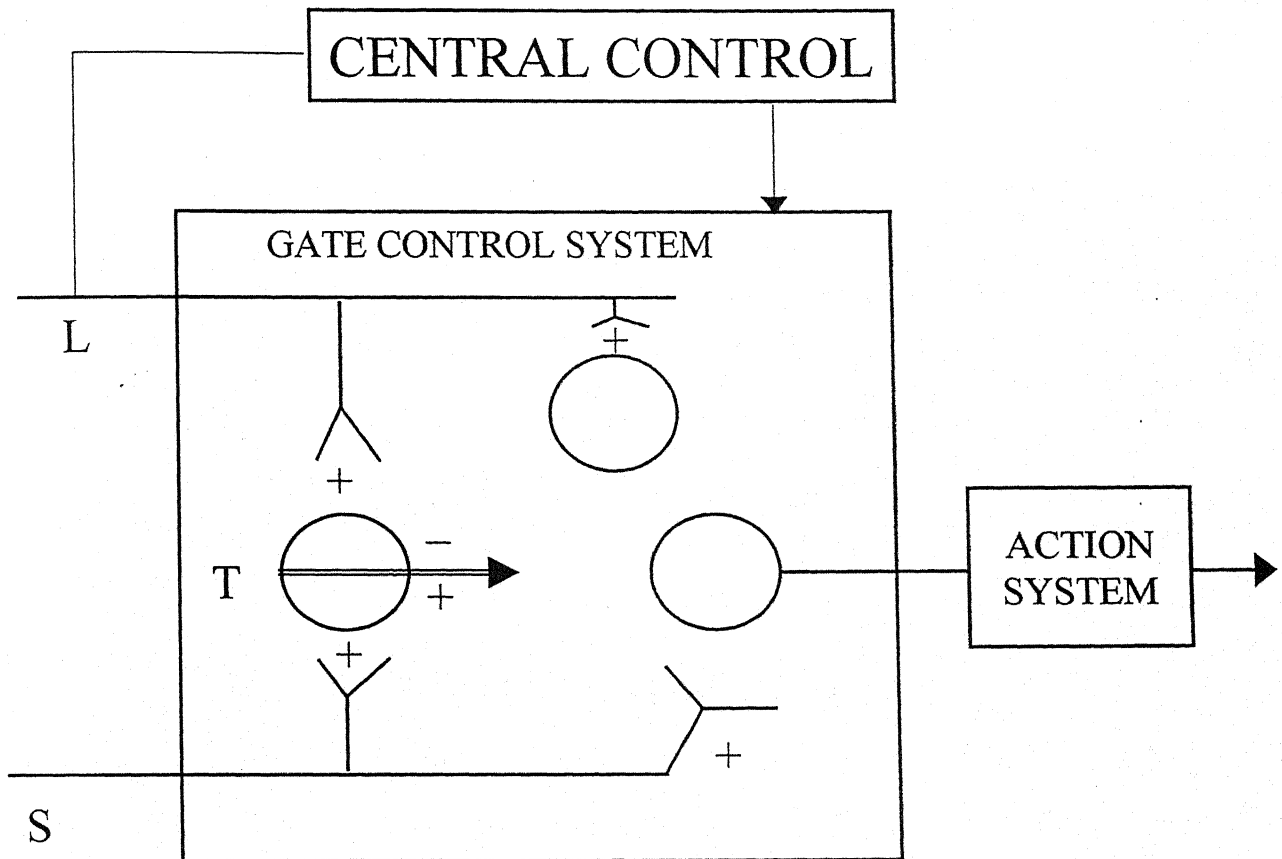 CENTRAL CONTROL
GATE CONTROL SYSTEM
L
+
+
T
−
+
+
ACTION
SYSTEM
+
S